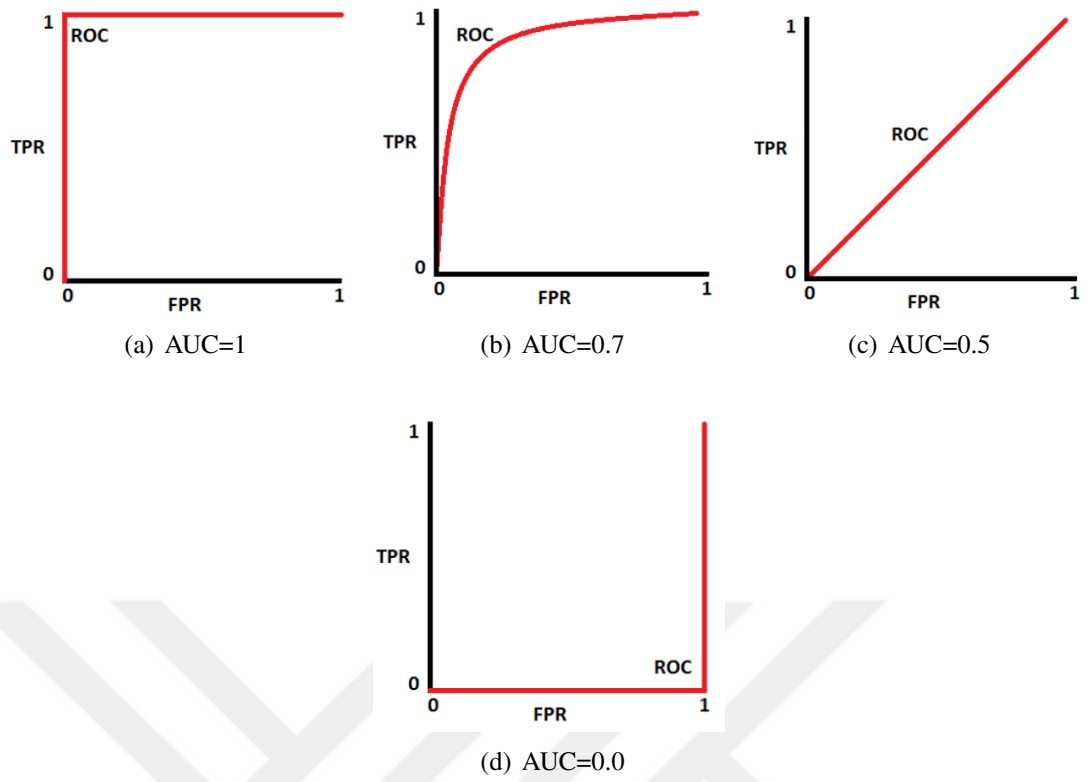 1
ROC
TPR
0
0
FPR
1
(a) AUC=1
1
ROC
TPR
0
0
FPR
1
(b) AUC=0.7
1
ROC
TPR
0
0
FPR
1
(c) AUC=0.5
1
TPR
ROC
0
0
FPR
1
(d) AUC=0.0